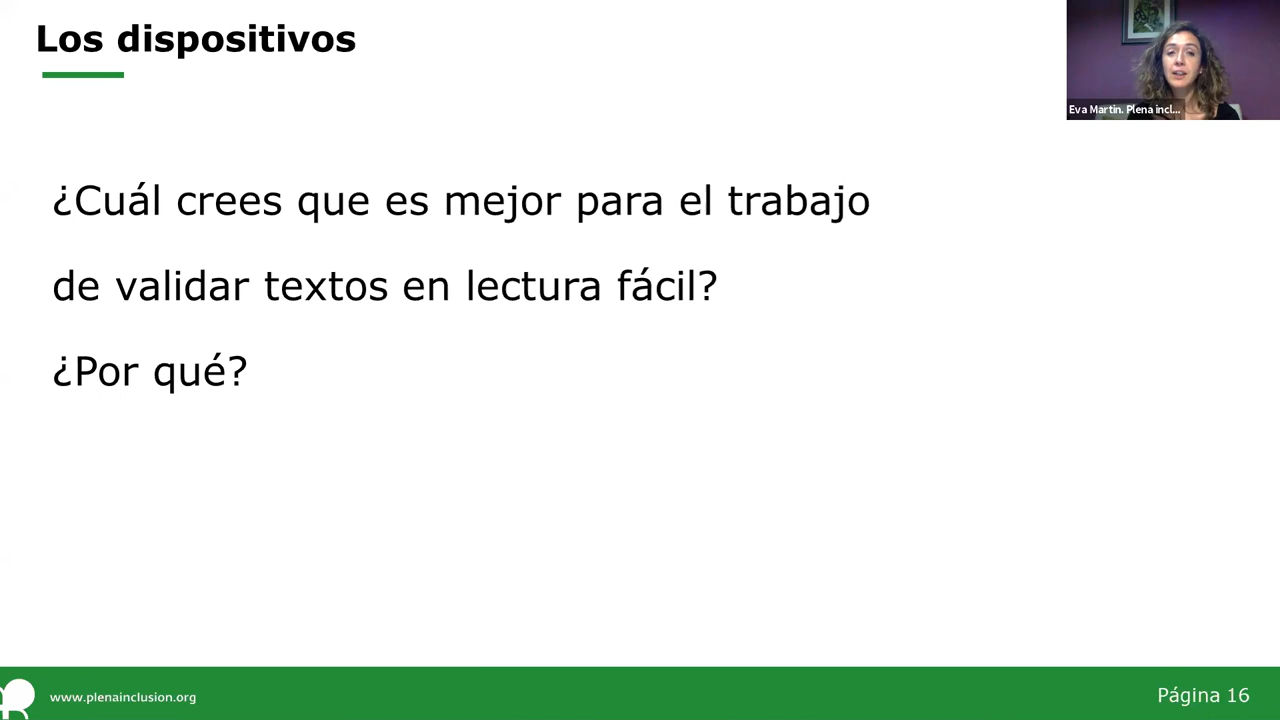 Los dispositivos
Eva Martin. Plena incl...
¿Cuál crees que es mejor para el trabajo
de validar textos en lectura fácil?
¿Por qué?
www.plenainclusion.org
Página 16